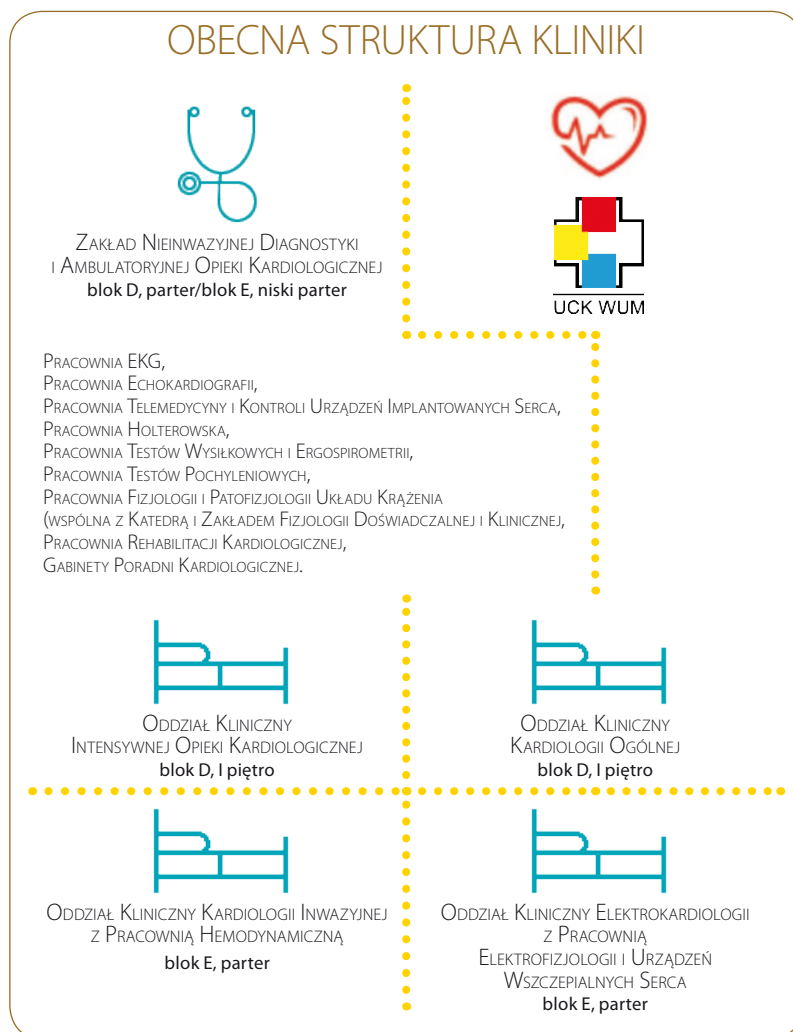 OBECNA STRUKTURA KLINIKI
Zakład Nieinwazyjnej Diagnostyki
i Ambulatoryjnej Opieki Kardiologicznej
blok D, parter/blok E, niski parter
UCK WUM
Pracownia EKG,
Pracownia Echokardiografii,
Pracownia Telemedycyny i Kontroli Urządzeń Implantowanych Serca,
Pracownia Holterowska,
Pracownia Testów Wysiłkowych i Ergospirometrii,
Pracownia Testów Pochyleniowych,
Pracownia Fizjologii i Patofizjologii Układu Krążenia
(wspólna z Katedrą i Zakładem Fizjologii Doświadczalnej i Klinicznej,
Pracownia Rehabilitacji Kardiologicznej,
Gabinety Poradni Kardiologicznej.
Oddział Kliniczny
Intensywnej Opieki Kardiologicznej
blok D, I piętro
Oddział Kliniczny
Kardiologii Ogólnej
blok D, I piętro
Oddział Kliniczny Kardiologii Inwazyjnej
z Pracownią Hemodynamiczną
blok E, parter
Oddział Kliniczny Elektrokardiologii
z Pracownią
Elektrofizjologii i Urządzeń
Wszczepialnych Serca
blok E, parter